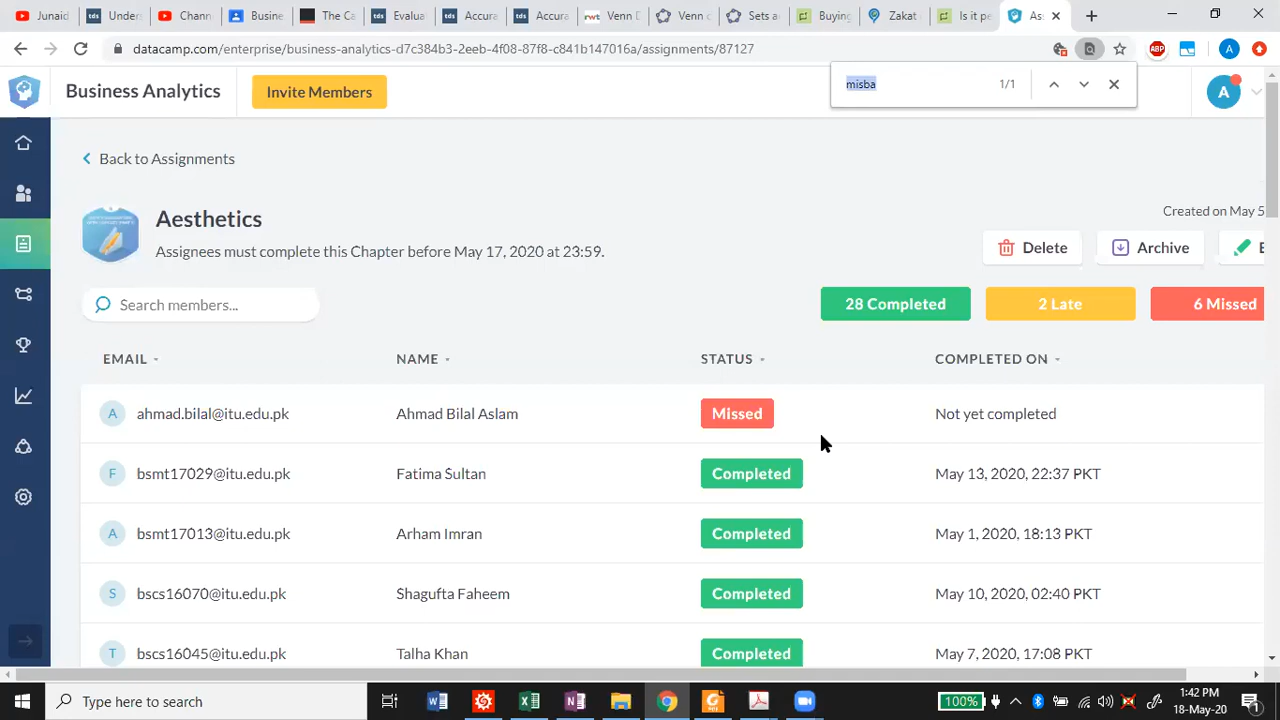 Junaid
Under
Chann
Busine
The Ca
Evalua
Accura
Accura
Venn D
Venn c
Sets a
Buying
Zakat
Is it pe
As
datacamp.com/enterprise/business-analytics-d7c384b3-2eeb-4f08-87f8-c841b147016a/assignments/87127
ABP
A
misba
1/1
Business Analytics
Invite Members
A
Back to Assignments
Aesthetics
Created on May 5
Assignees must complete this Chapter before May 17, 2020 at 23:59.
Delete
Archive
E
Search members...
28 Completed
2 Late
6 Missed
EMAIL NAME STATUS COMPLETED ON
A ahmad.bilal@itu.edu.pk Ahmad Bilal Aslam Missed Not yet completed
F bsmt17029@itu.edu.pk Fatima Sultan Completed May 13, 2020, 22:37 PKT
A bsmt17013@itu.edu.pk Arham Imran Completed May 1, 2020, 18:13 PKT
S bscs16070@itu.edu.pk Shagufta Faheem Completed May 10, 2020, 02:40 PKT
T bscs16045@itu.edu.pk Talha Khan Completed May 7, 2020, 17:08 PKT
Type here to search
100%
1:42 PM
18-May-20